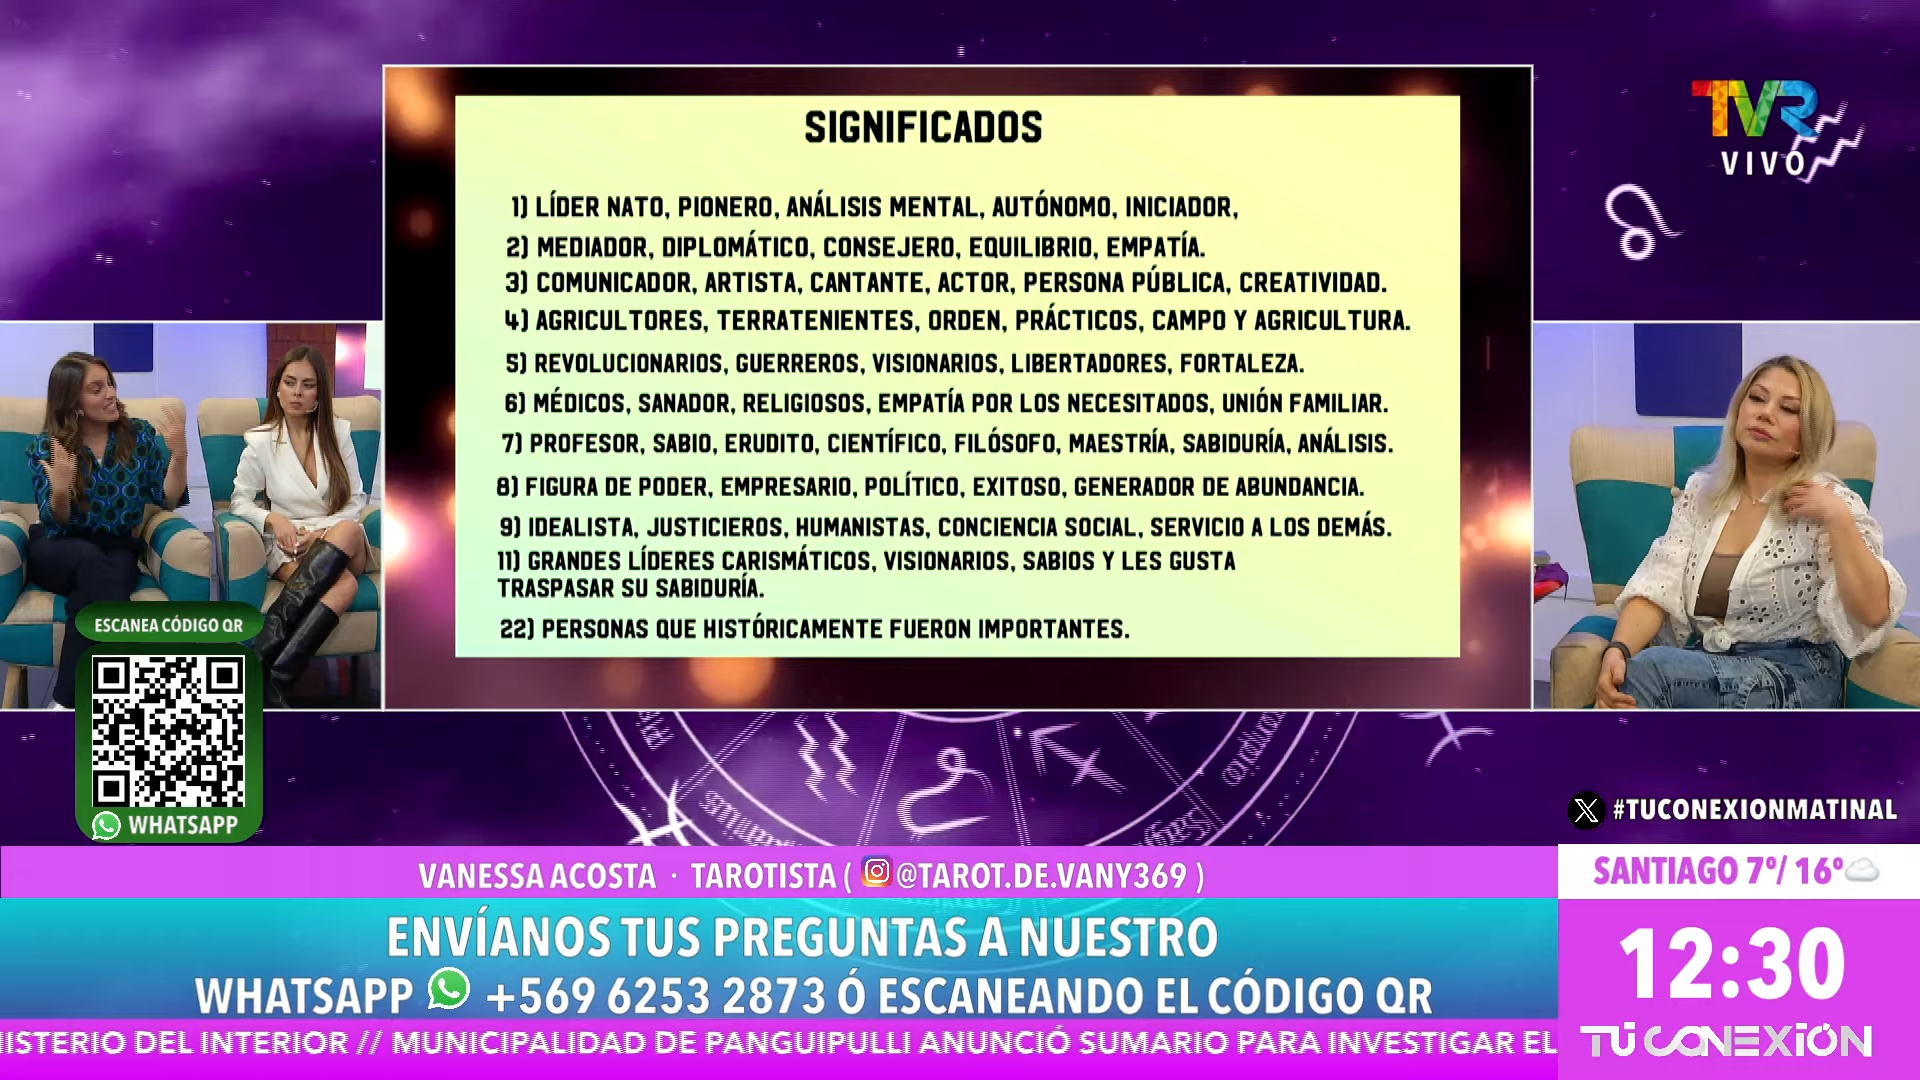 TVR
VIVO
SIGNIFICADOS
1) LÍDER NATO, PIONERO, ANÁLISIS MENTAL, AUTÓNOMO, INICIADOR,
2) MEDIADOR, DIPLOMÁTICO, CONSEJERO, EQUILIBRIO, EMPATÍA.
3) COMUNICADOR, ARTISTA, CANTANTE, ACTOR, PERSONA PÚBLICA, CREATIVIDAD.
4) AGRICULTORES, TERRATENIENTES, ORDEN, PRÁCTICOS, CAMPO Y AGRICULTURA.
5) REVOLUCIONARIOS, GUERREROS, VISIONARIOS, LIBERTADORES, FORTALEZA.
6) MÉDICOS, SANADOR, RELIGIOSOS, EMPATÍA POR LOS NECESITADOS, UNIÓN FAMILIAR.
7) PROFESOR, SABIO, ERUDITO, CIENTÍFICO, FILÓSOFO, MAESTRÍA, SABIDURÍA, ANÁLISIS.
8) FIGURA DE PODER, EMPRESARIO, POLÍTICO, EXITOSO, GENERADOR DE ABUNDANCIA.
9) IDEALISTA, JUSTICIEROS, HUMANISTAS, CONCIENCIA SOCIAL, SERVICIO A LOS DEMÁS.
11) GRANDES LÍDERES CARISMÁTICOS, VISIONARIOS, SABIOS Y LES GUSTA
TRASPASAR SU SABIDURÍA.
22) PERSONAS QUE HISTÓRICAMENTE FUERON IMPORTANTES.
ESCANEA CÓDIGO QR
WHATSAPP
#TUCONEXIONMATINAL
VANESSA ACOSTA · TAROTISTA ( @TAROT.DE.VANY369 )
SANTIAGO 7º/ 16º
ENVÍANOS TUS PREGUNTAS A NUESTRO
WHATSAPP +569 6253 2873 Ó ESCANEANDO EL CÓDIGO QR
12:30
TU CONEXIÓN
DEL INTERIOR // MUNICIPALIDAD DE PANGUIPULLI ANUNCIÓ SUMARIO PARA INVESTIGAR EL